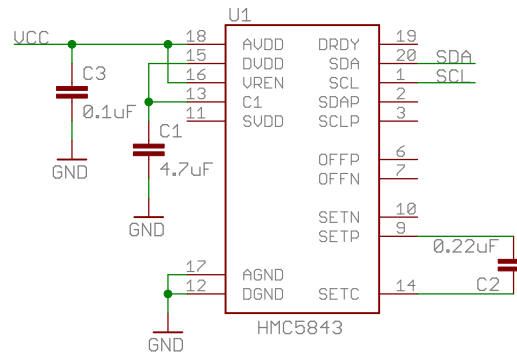 U1
VCC
18 AVDD DRDY 19
15 DVDD SDA 20 SDA
16 VREN SCL 1 SCL
13 C1 SDAP 2
11 SVDD SCLP 3
C3
0.1uF
GND
C1
4.7uF
GND
OFFP 6
OFFN 7
SETN 10
SETP 9
0.22uF
C2
17 AGND
12 DGND SETC 14
GND
HMC5843